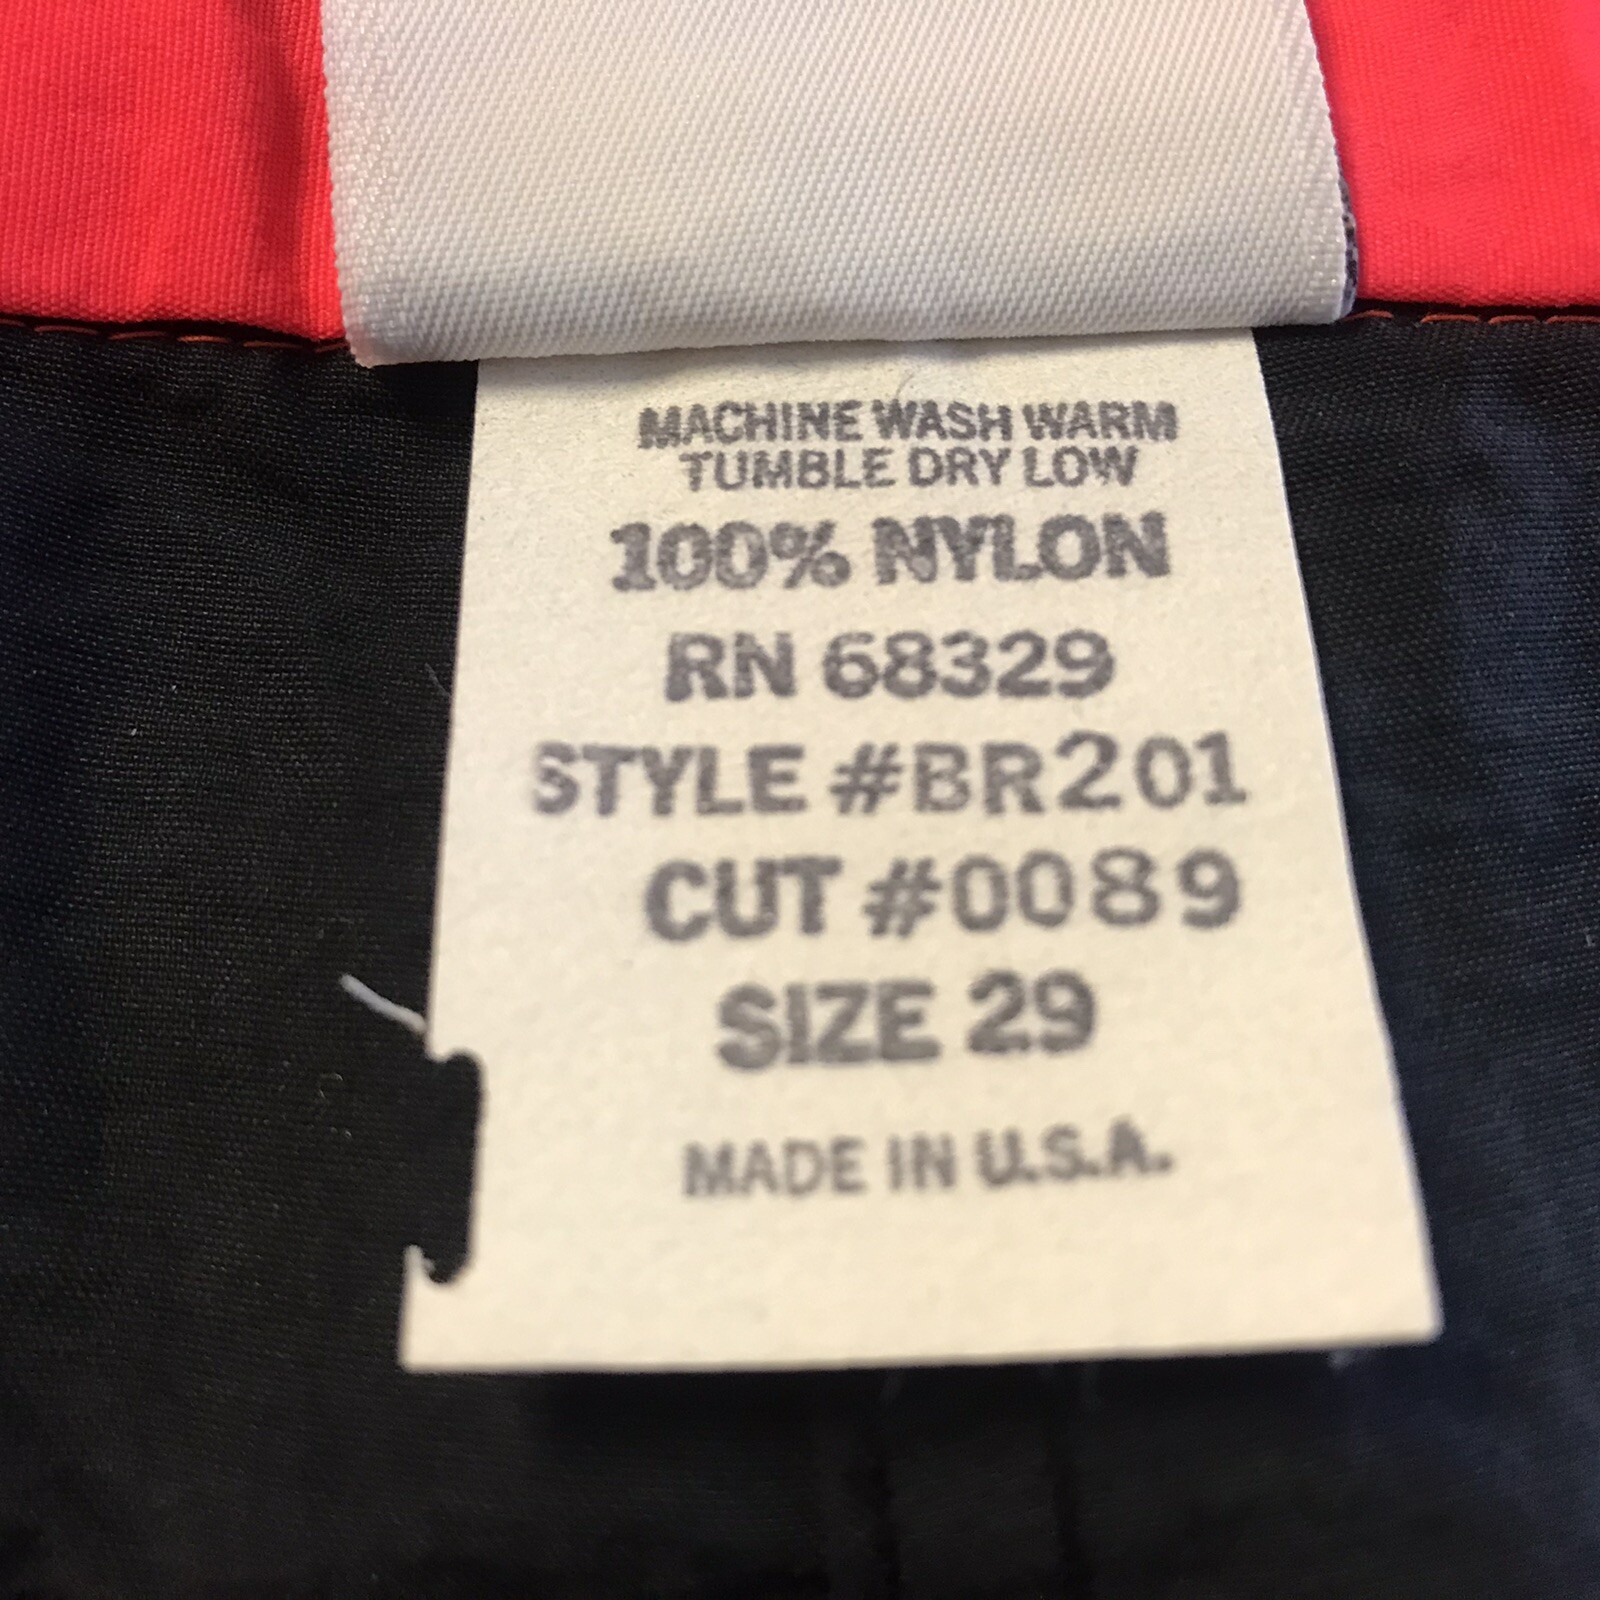 MACHINE WASH WARM
TUMBLE DRY LOW
100% NYLON
RN 68329
STYLE #BR201
CUT #0089
SIZE 29
MADE IN U.S.A.